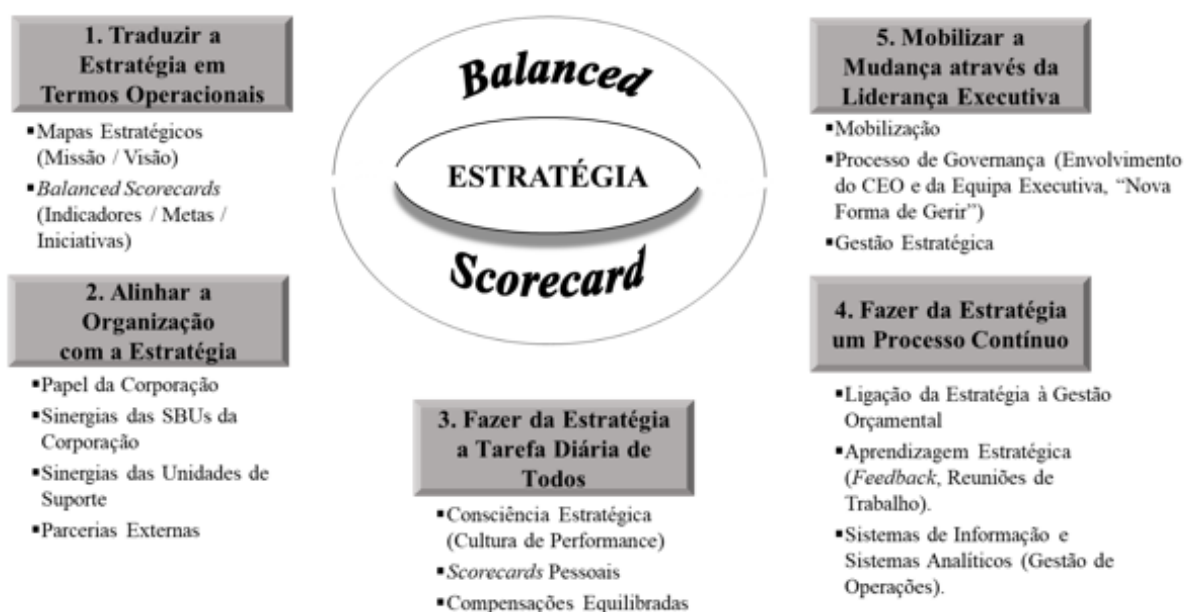 1. Traduzir a
Estratégia em
Termos Operacionais
▪Mapas Estratégicos
(Missão / Visão)
▪Balanced Scorecards
(Indicadores / Metas /
Iniciativas)
2. Alinhar a
Organização
com a Estratégia
▪Papel da Corporação
▪Sinergias das SBUs da
Corporação
▪Sinergias das Unidades de
Suporte
▪Parcerias Externas
Balanced
ESTRATÉGIA
Scorecard
3. Fazer da Estratégia
a Tarefa Diária de
Todos
▪Consciência Estratégica
(Cultura de Performance)
▪Scorecards Pessoais
▪Compensações Equilibradas
5. Mobilizar a
Mudança através da
Liderança Executiva
▪Mobilização
▪Processo de Governança (Envolvimento
do CEO e da Equipa Executiva, “Nova
Forma de Gerir”)
▪Gestão Estratégica
4. Fazer da Estratégia
um Processo Contínuo
▪Ligação da Estratégia à Gestão
Orçamental
▪Aprendizagem Estratégica
(Feedback, Reuniões de
Trabalho).
▪Sistemas de Informação e
Sistemas Analíticos (Gestão de
Operações).